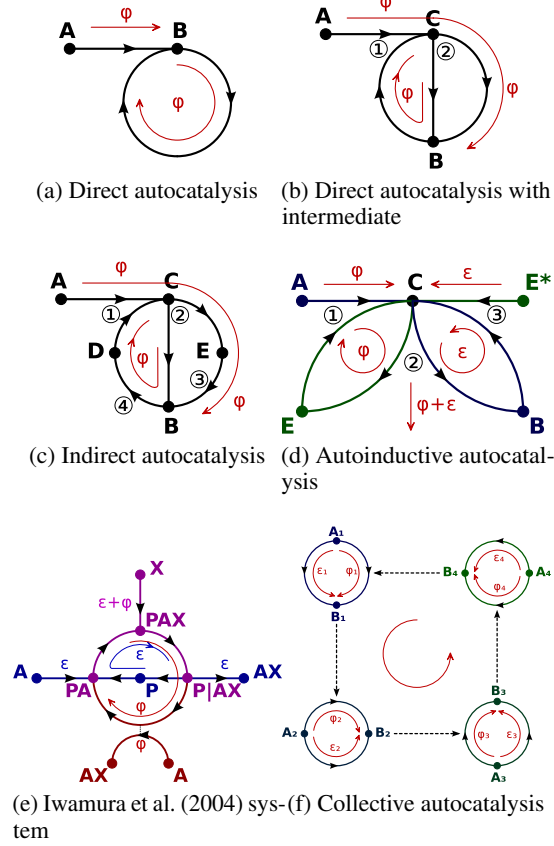 φ
A
B
φ
(a) Direct autocatalysis
φ
A
C
① ②
φ
φ
B
(b) Direct autocatalysis with
intermediate
A
φ
C
① ②
D
φ
E
③
④
B
φ
(c) Indirect autocatalysis
A
φ
C
ε
E*
① ③
φ
ε
②
φ+ε
E
B
(d) Autoinductive autocatal-
ysis
X
ε+φ
PAX
A
ε
ε
ε
AX
PA
P
P|AX
φ
φ
AX
A
(e) Iwamura et al. (2004) sys-
tem
A₁
ε₁ φ₁
B₁
ε₄
B₄
A₄
φ₄
φ₂
A₂
B₂
ε₂
B₃
φ₃ ε₃
A₃
(f) Collective autocatalysis